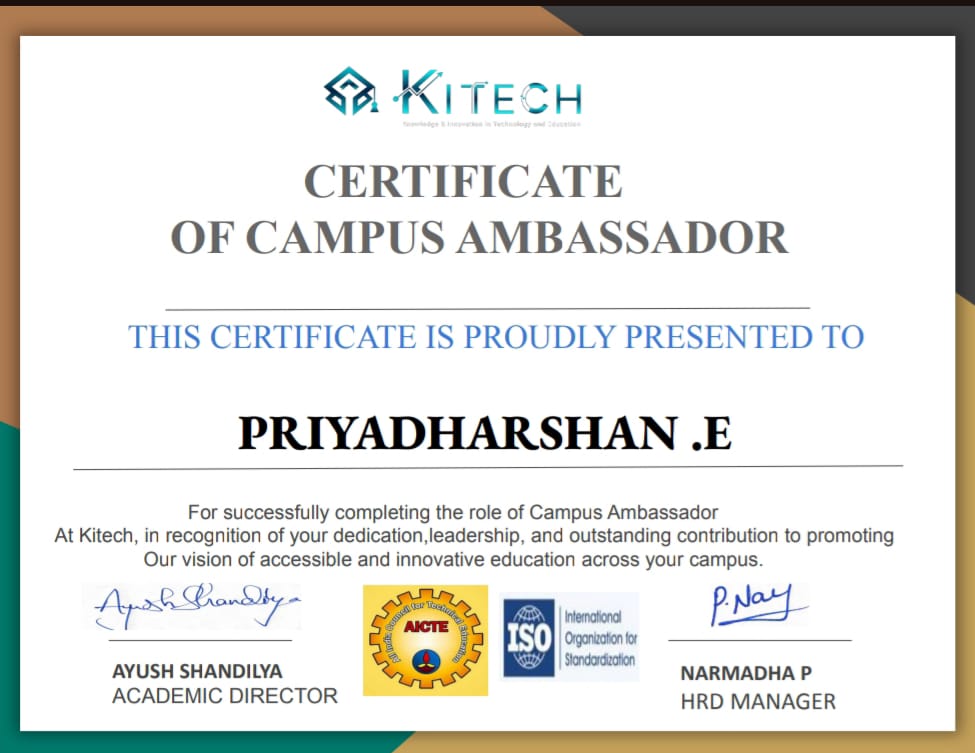 KITECH
Knowledge & Innovation in Technology and Education
CERTIFICATE
OF CAMPUS AMBASSADOR
THIS CERTIFICATE IS PROUDLY PRESENTED TO
PRIYADHARSHAN .E
For successfully completing the role of Campus Ambassador
At Kitech, in recognition of your dedication,leadership, and outstanding contribution to promoting
Our vision of accessible and innovative education across your campus.
Ayush Shandilya
AYUSH SHANDILYA
ACADEMIC DIRECTOR
All India Council for Technical Education
AICTE
ISO
International
Organization for
Standardization
P. Nay
NARMADHA P
HRD MANAGER